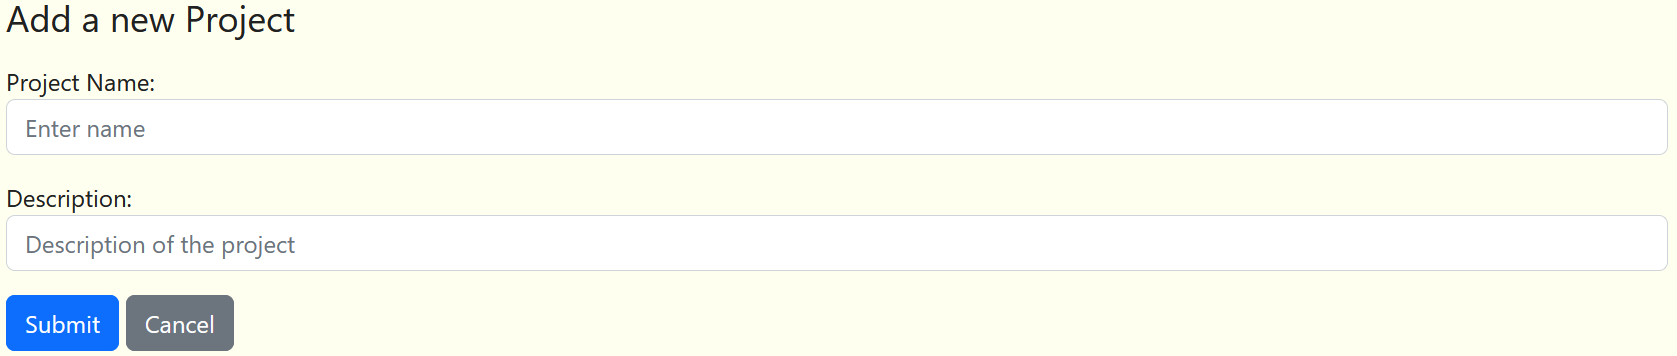 Add a new Project
Project Name:
Enter name
Description:
Description of the project
Submit Cancel